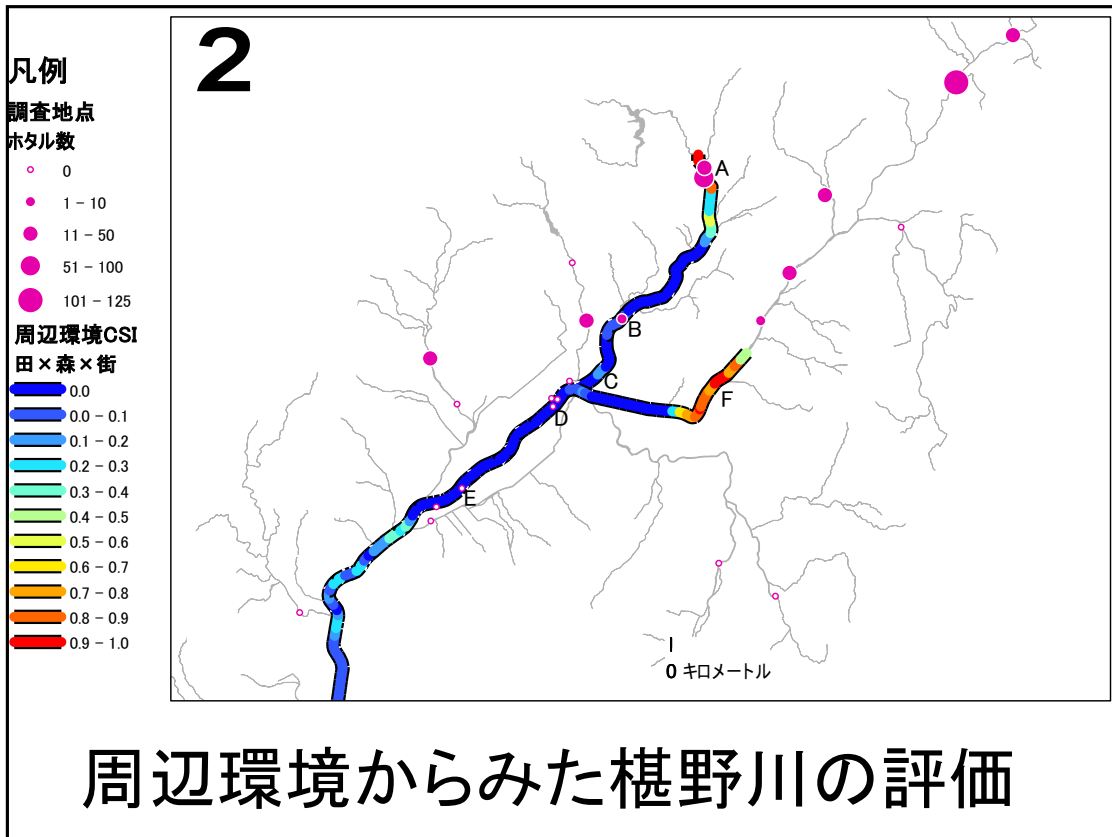 2
凡例
調査地点
ホタル数
0
1 - 10
11 - 50
51 - 100
101 - 125
周辺環境CSI
田×森×街
0.0
0.0 - 0.1
0.1 - 0.2
0.2 - 0.3
0.3 - 0.4
0.4 - 0.5
0.5 - 0.6
0.6 - 0.7
0.7 - 0.8
0.8 - 0.9
0.9 - 1.0
A
B
C
F
D
E
0 キロメートル
周辺環境からみた椹野川の評価